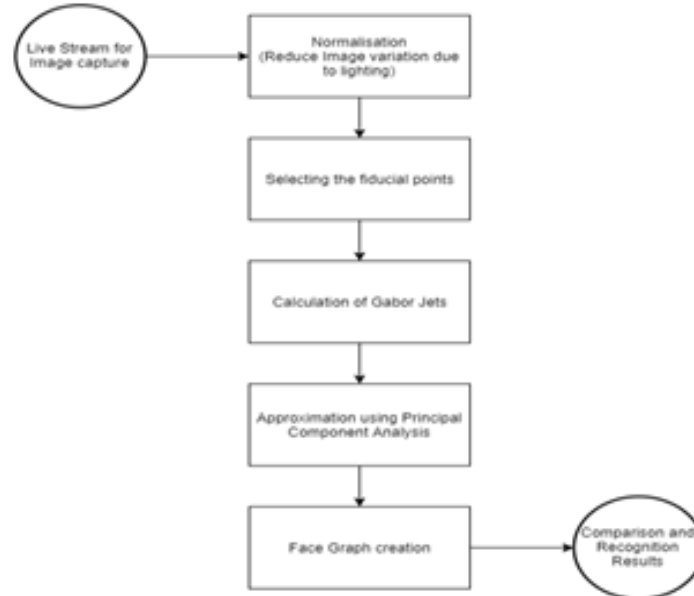 Live Stream for
Image capture
Normalisation
(Reduce Image variation due
to lighting)
Selecting the fiducial points
Calculation of Gabor Jets
Approximation using Principal
Component Analysis
Face Graph creation
Comparison and
Recognition
Results